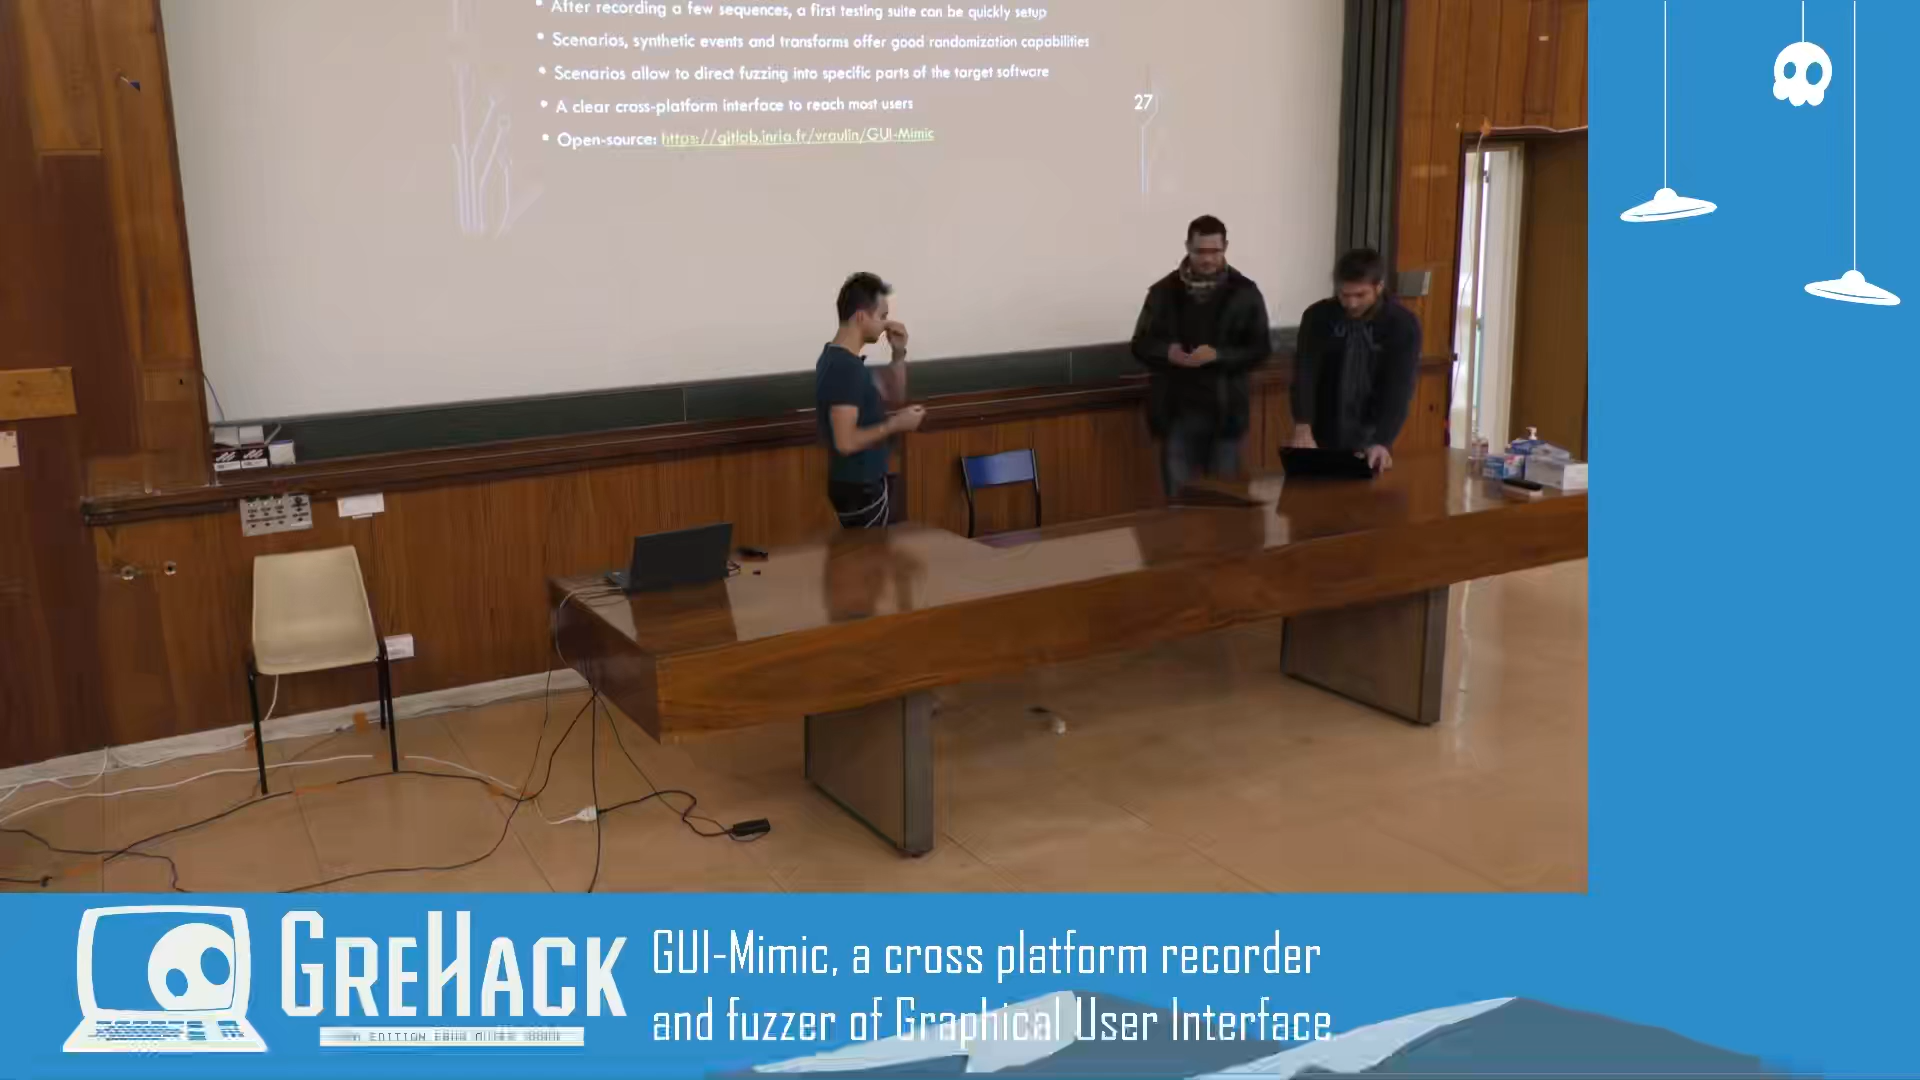 • After recording a few sequences, a first testing suite can be quickly setup
• Scenarios, synthetic events and transforms offer good randomization capabilities
• Scenarios allow to direct fuzzing into specific parts of the target software
• A clear cross-platform interface to reach most users
27
• Open-source: https://gitlab.inria.fr/vraulin/GUI-Mimic
GREHACK
EDITION
GUI-Mimic, a cross platform recorder
and fuzzer of Graphical User Interface